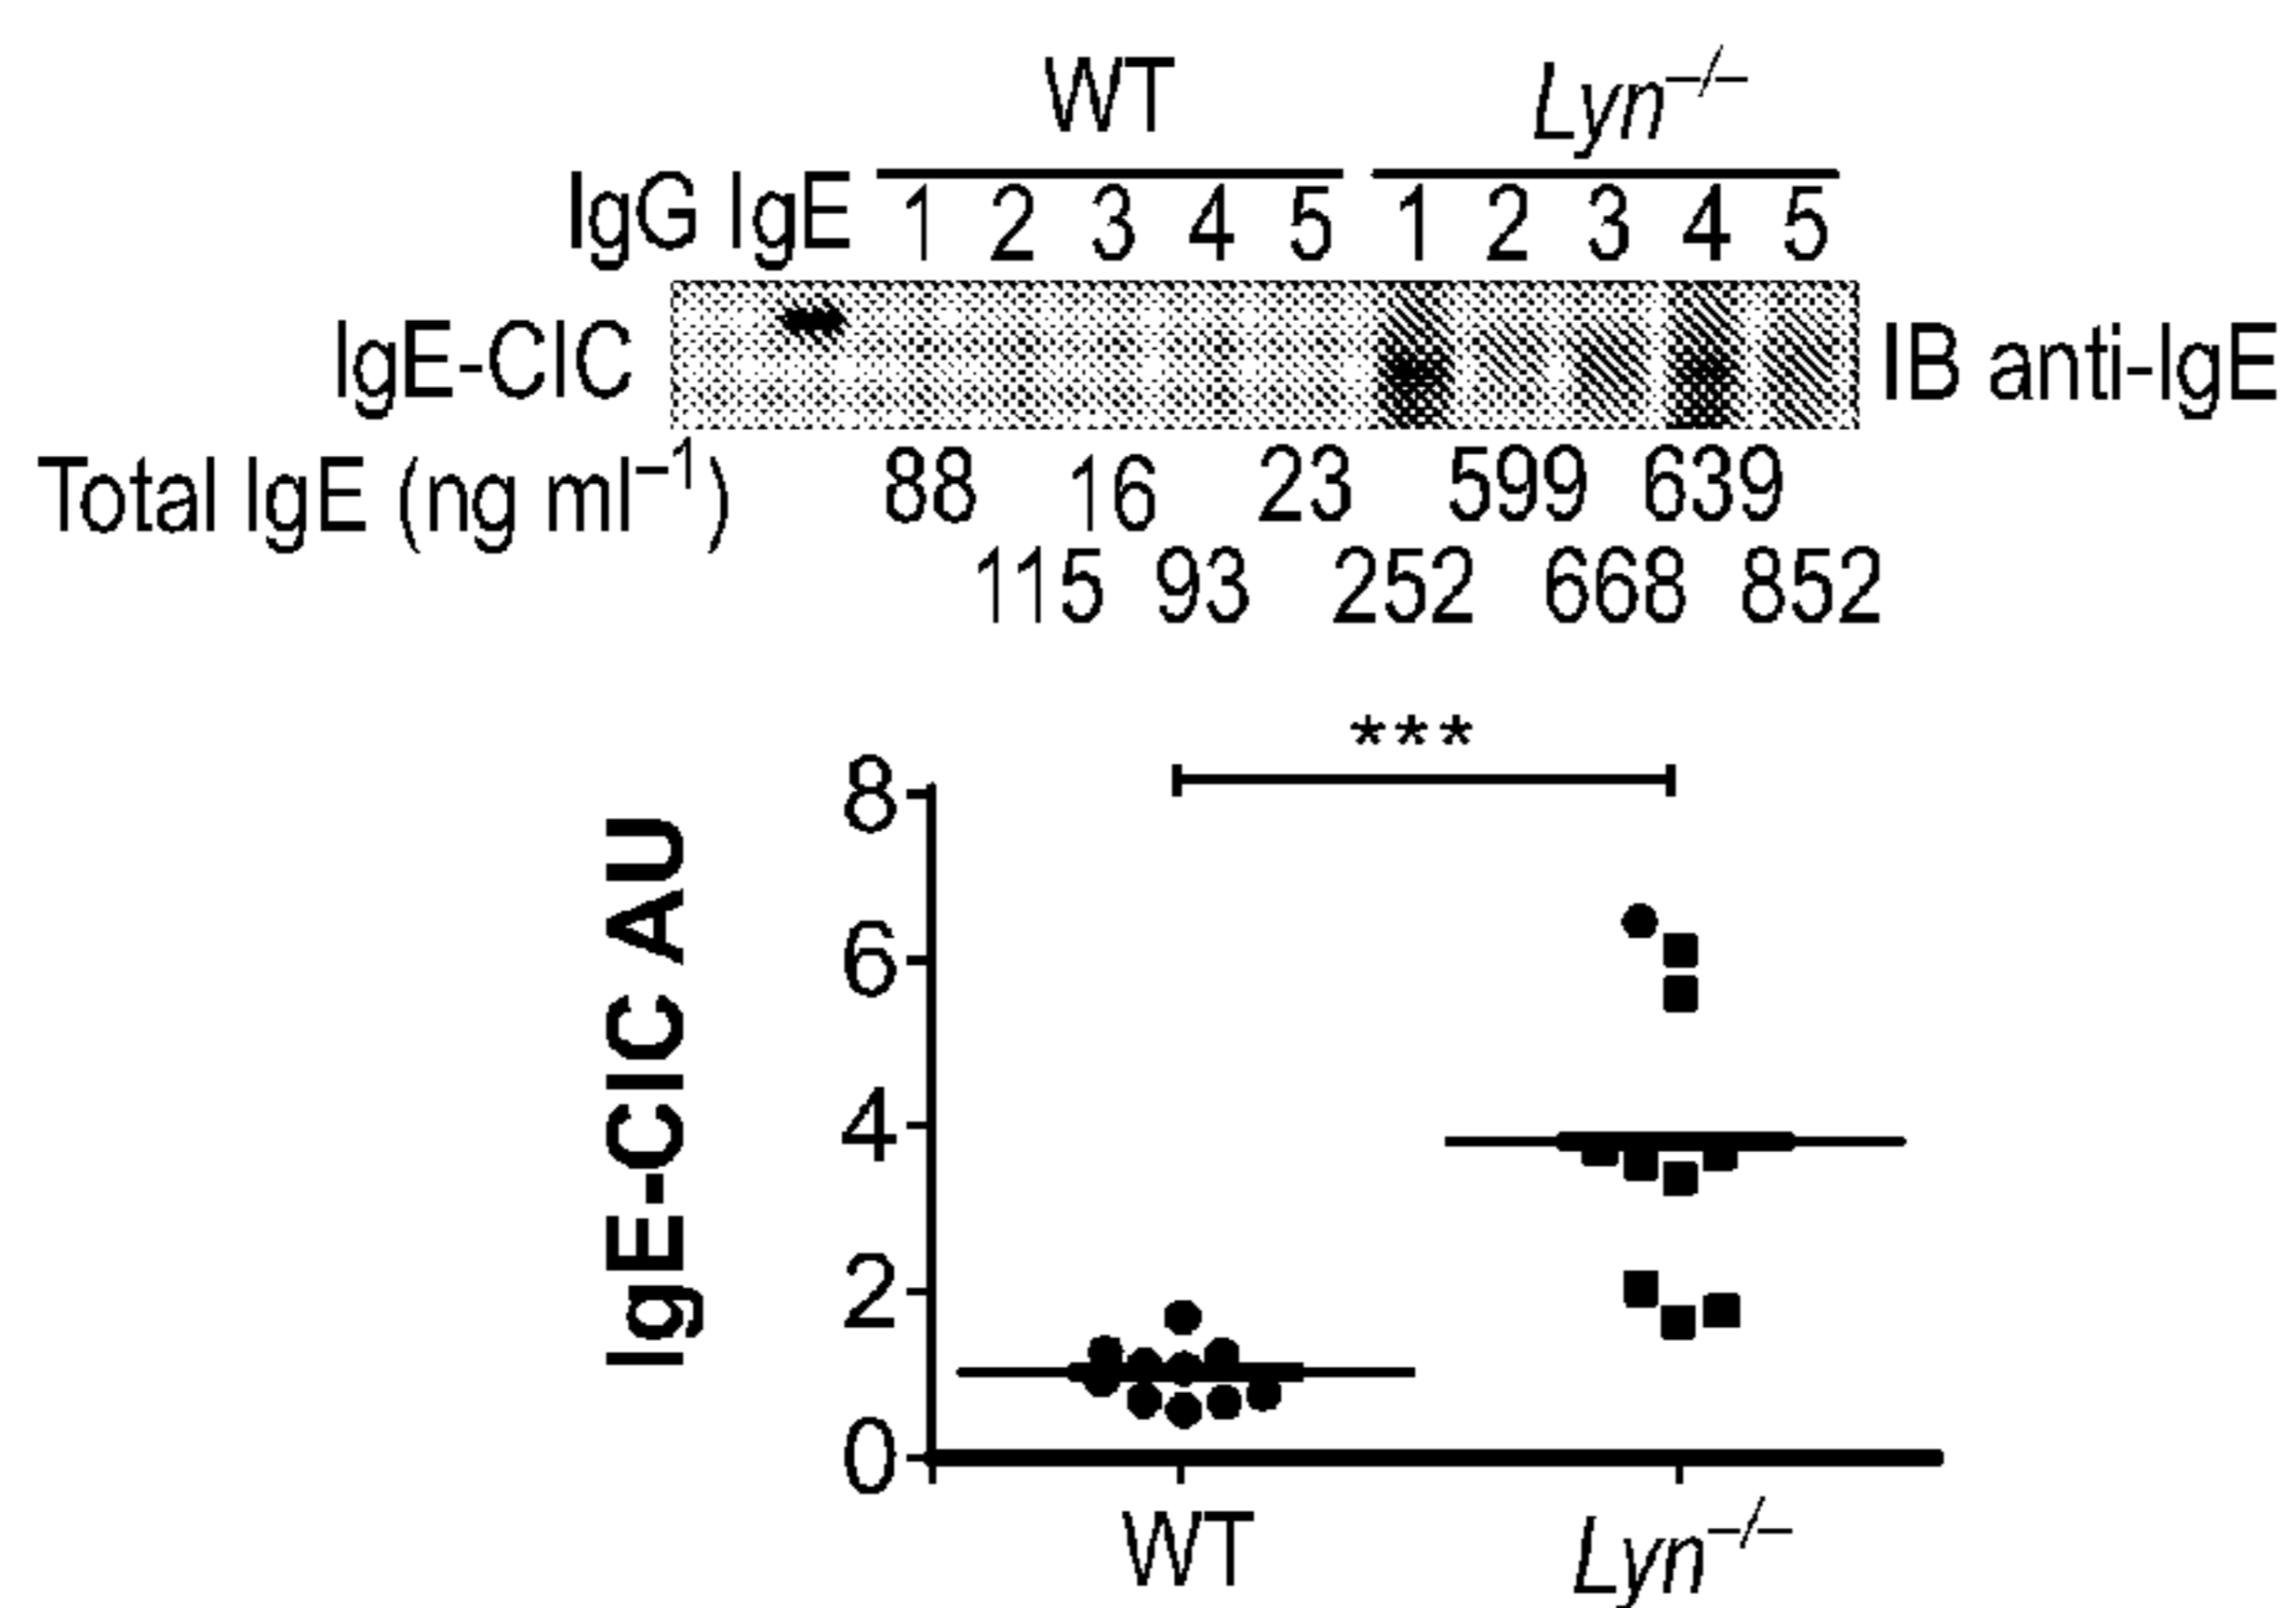 WT Lyn–/–
IgG IgE 1 2 3 4 5 1 2 3 4 5
IgE-CIC IB anti-IgE
Total IgE (ng ml–1) 88 16 23 599 639
115 93 252 668 852
***
8
6
4
2
0
IgE-CIC AU
WT Lyn–/–